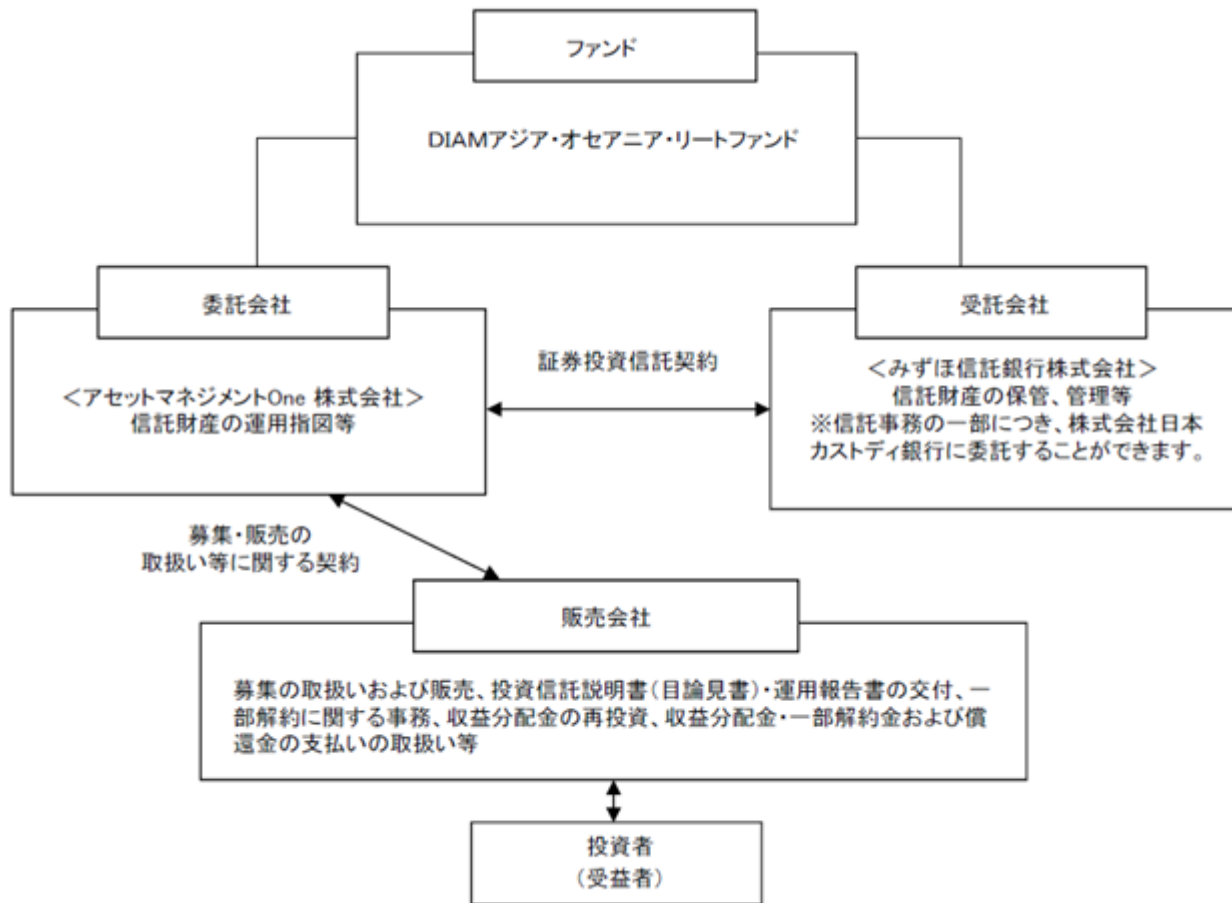 ファンド
DIAMアジア・オセアニア・リートファンド
委託会社
＜アセットマネジメントOne 株式会社＞
信託財産の運用指図等
証券投資信託契約
受託会社
＜みずほ信託銀行株式会社＞
信託財産の保管、管理等
※信託事務の一部につき、株式会社日本
カストディ銀行に委託することができます。
募集・販売の
取扱い等に関する契約
販売会社
募集の取扱いおよび販売、投資信託説明書（目論見書）・運用報告書の交付、一
部解約に関する事務、収益分配金の再投資、収益分配金・一部解約金および償
還金の支払いの取扱い等
投資者
（受益者）